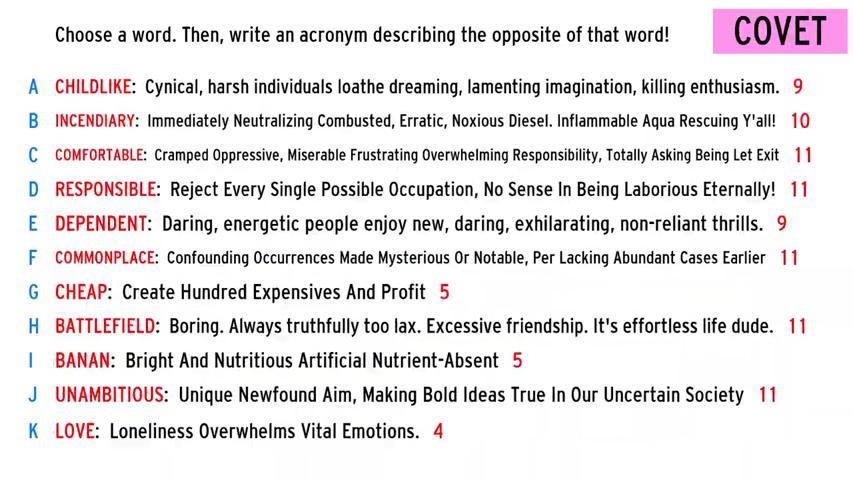 Choose a word. Then, write an acronym describing the opposite of that word!
COVET
A CHILDLIKE: Cynical, harsh individuals loathe dreaming, lamenting imagination, killing enthusiasm. 9
B INCENDIARY: Immediately Neutralizing Combusted, Erratic, Noxious Diesel. Inflammable Aqua Rescuing Y'all! 10
C COMFORTABLE: Cramped Oppressive, Miserable Frustrating Overwhelming Responsibility, Totally Asking Being Let Exit 11
D RESPONSIBLE: Reject Every Single Possible Occupation, No Sense In Being Laborious Eternally! 11
E DEPENDENT: Daring, energetic people enjoy new, daring, exhilarating, non-reliant thrills. 9
F COMMONPLACE: Confounding Occurrences Made Mysterious Or Notable, Per Lacking Abundant Cases Earlier 11
G CHEAP: Create Hundred Expensives And Profit 5
H BATTLEFIELD: Boring. Always truthfully too lax. Excessive friendship. It's effortless life dude. 11
I BANAN: Bright And Nutritious Artificial Nutrient-Absent 5
J UNAMBITIOUS: Unique Newfound Aim, Making Bold Ideas True In Our Uncertain Society 11
K LOVE: Loneliness Overwhelms Vital Emotions. 4